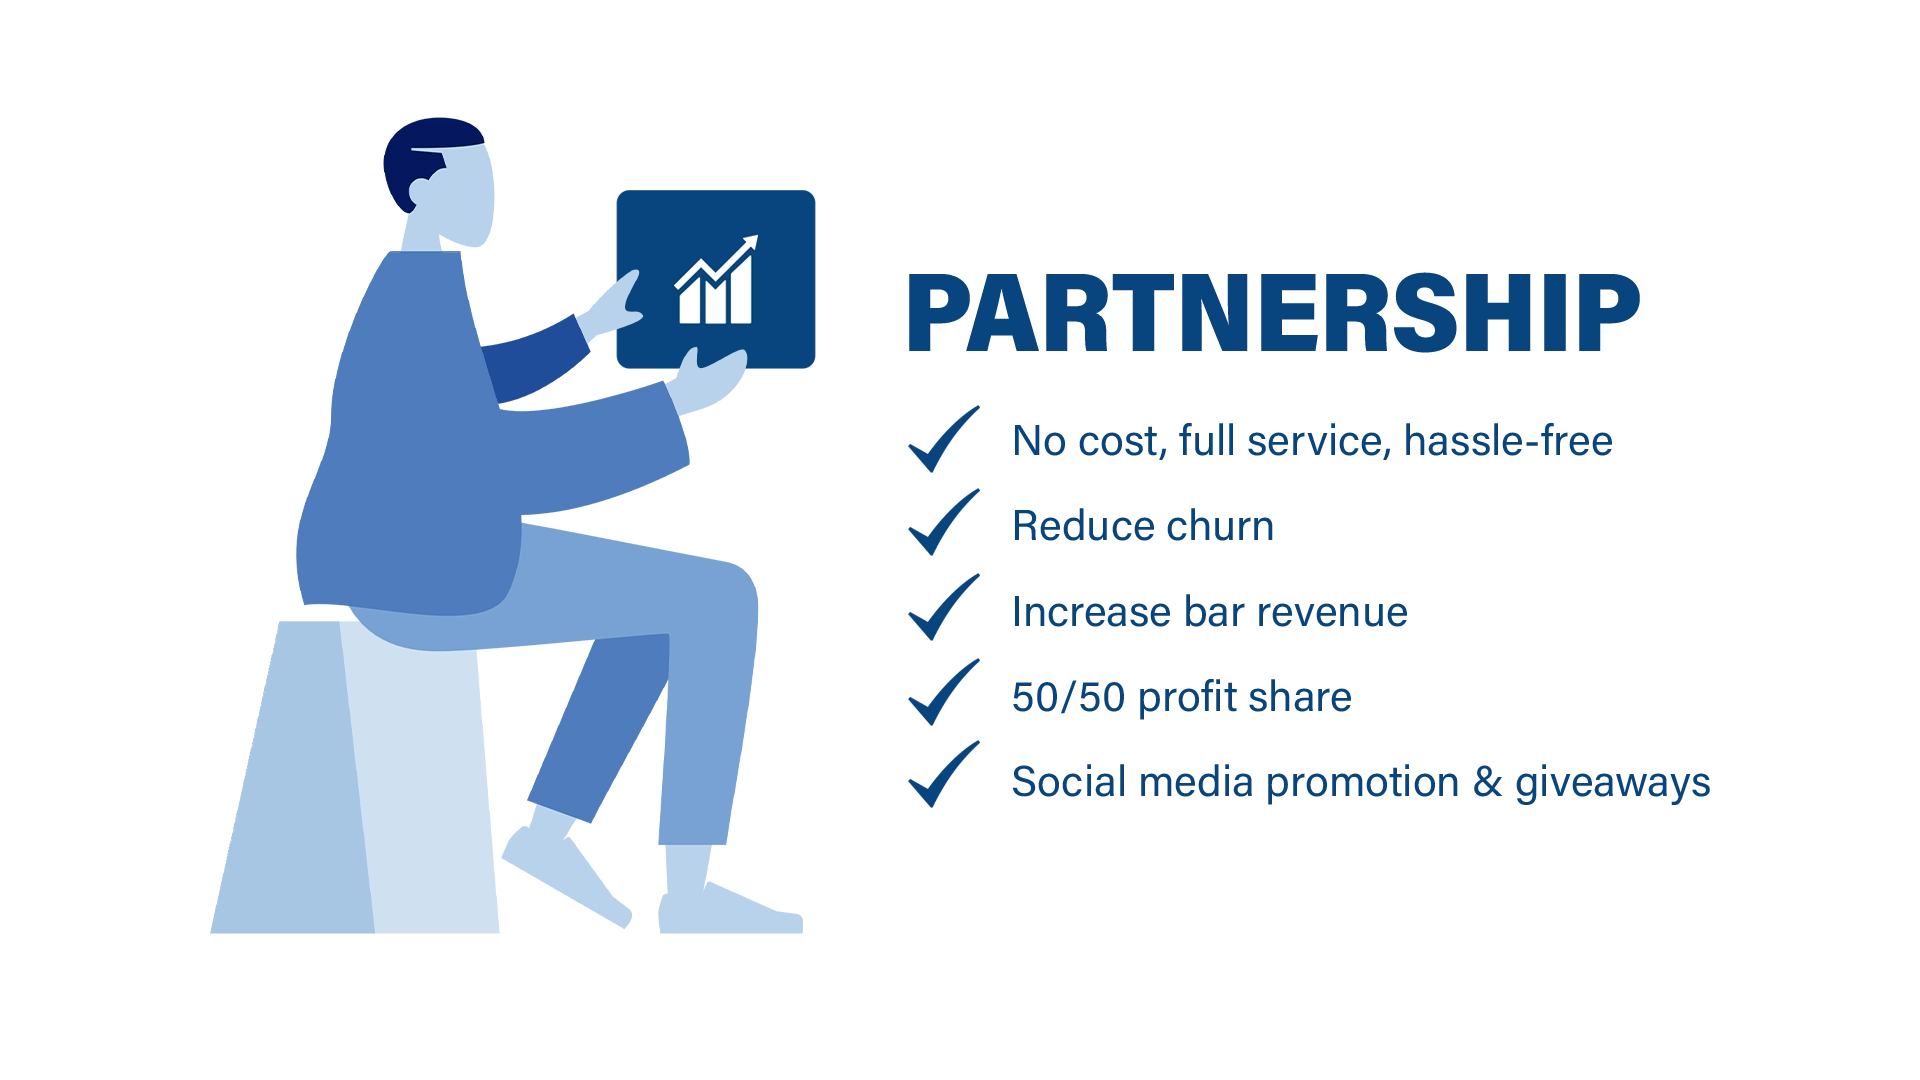 PARTNERSHIP
No cost, full service, hassle-free
Reduce churn
Increase bar revenue
50/50 profit share
Social media promotion & giveaways